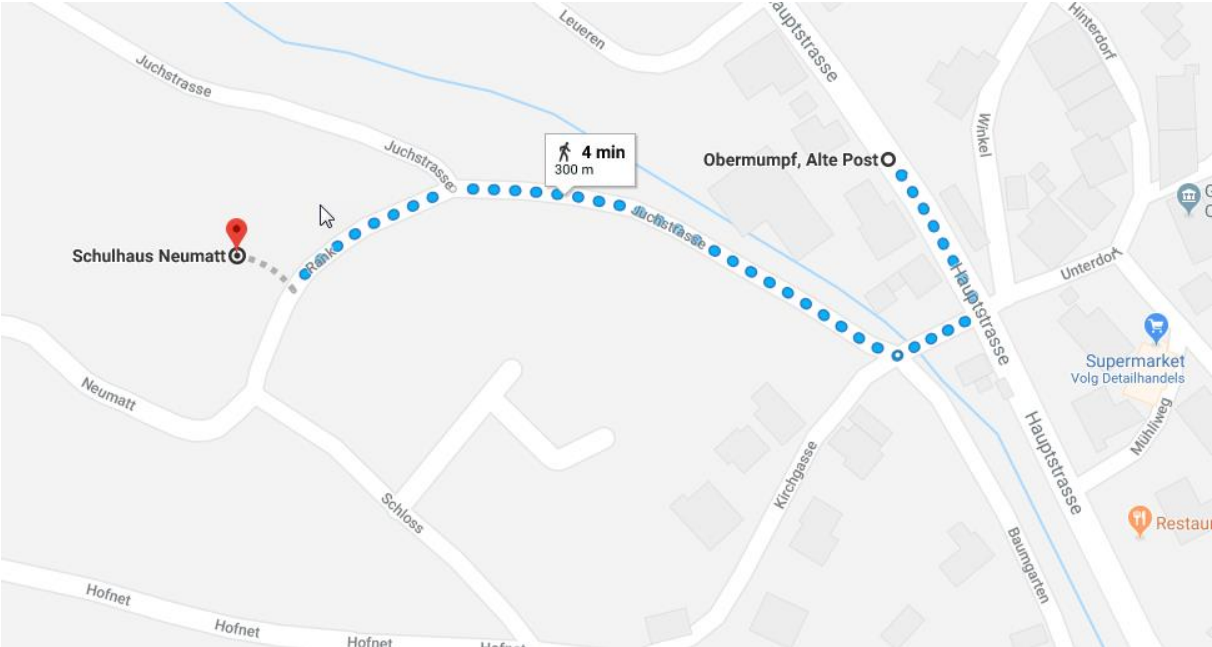 Leueren
Hauptstrasse
Hinterdorf
Juchstrasse
Winkel
Juchstrasse
4 min
300 m
Obermumpf, Alte Post
Juchstrasse
Schulhaus Neumatt
Rank
Unterdorf
Hauptstrasse
Supermarket
Volg Detailhandels
Neumatt
Mühliweg
Hauptstrasse
Kirchgasse
Schloss
Restau
Baumgarten
Hofnet
Hofnet
Hofnet